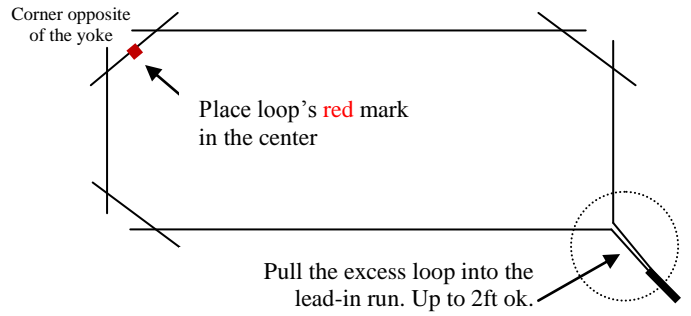 Corner opposite
of the yoke
Place loop's red mark
in the center
Pull the excess loop into the
lead-in run. Up to 2ft ok.